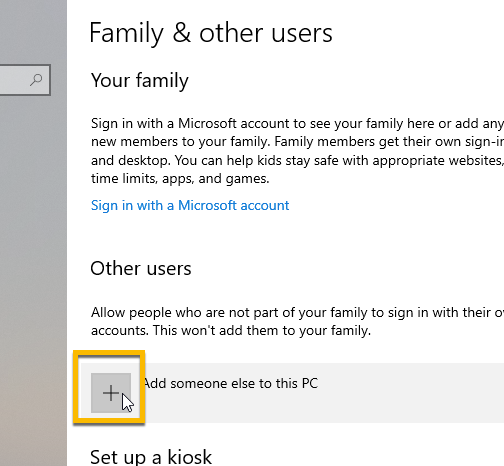 Family & other users
Your family
Sign in with a Microsoft account to see your family here or add any
new members to your family. Family members get their own sign-in
and desktop. You can help kids stay safe with appropriate websites,
time limits, apps, and games.
Sign in with a Microsoft account
Other users
Allow people who are not part of your family to sign in with their
accounts. This won't add them to your family.
Add someone else to this PC
Set up a kiosk